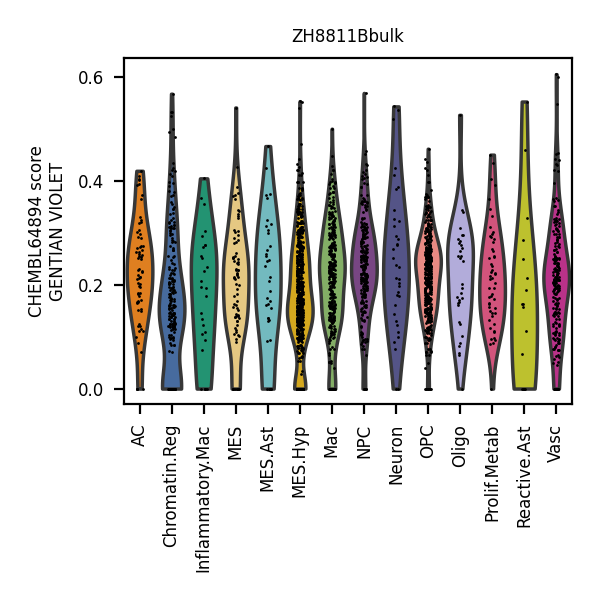 ZH8811Bbulk
CHEMBL64894 score
GENTIAN VIOLET
0.6
0.4
0.2
0.0
AC
Chromatin.Reg
Inflammatory.Mac
MES
MES.Ast
MES.Hyp
Mac
NPC
Neuron
OPC
Oligo
Prolif.Metab
Reactive.Ast
Vasc